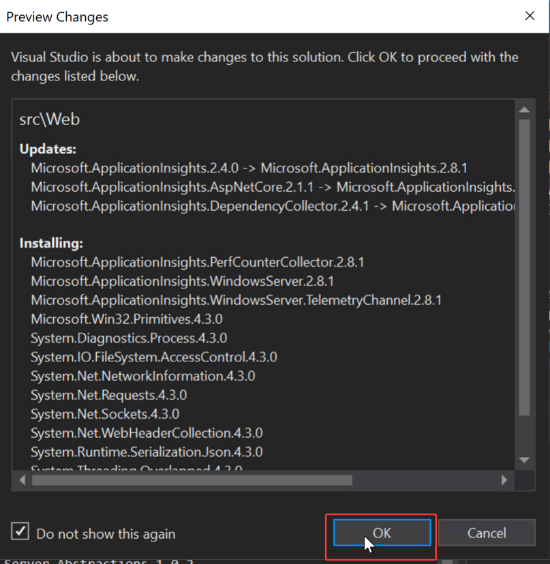 Preview Changes
Visual Studio is about to make changes to this solution. Click OK to proceed with the
changes listed below.
src\Web
Updates:
Microsoft.ApplicationInsights.2.4.0 -> Microsoft.ApplicationInsights.2.8.1
Microsoft.ApplicationInsights.AspNetCore.2.1.1 -> Microsoft.ApplicationInsights.
Microsoft.ApplicationInsights.DependencyCollector.2.4.1 -> Microsoft.Applicatio
Installing:
Microsoft.ApplicationInsights.PerfCounterCollector.2.8.1
Microsoft.ApplicationInsights.WindowsServer.2.8.1
Microsoft.ApplicationInsights.WindowsServer.TelemetryChannel.2.8.1
Microsoft.Win32.Primitives.4.3.0
System.Diagnostics.Process.4.3.0
System.IO.FileSystem.AccessControl.4.3.0
System.Net.NetworkInformation.4.3.0
System.Net.Requests.4.3.0
System.Net.Sockets.4.3.0
System.Net.WebHeaderCollection.4.3.0
System.Runtime.Serialization.Json.4.3.0
System.Threading.Overlapped.4.3.0
Do not show this again
OK
Cancel
Server.Abstractions.1.0.2